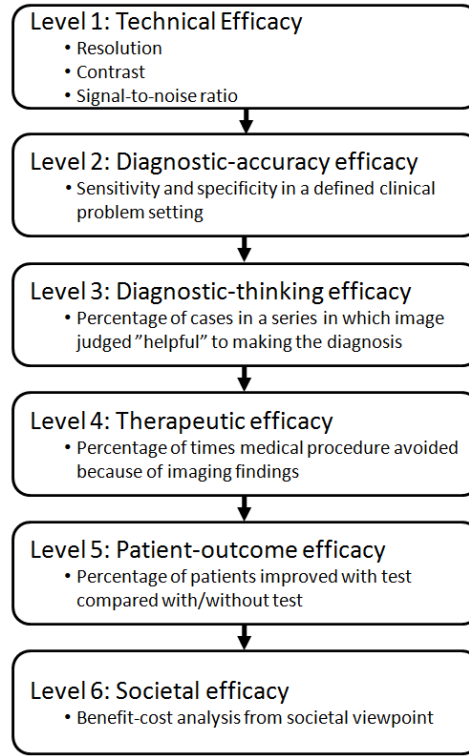 Level 1: Technical Efficacy
• Resolution
• Contrast
• Signal-to-noise ratio
Level 2: Diagnostic-accuracy efficacy
• Sensitivity and specificity in a defined clinical
problem setting
Level 3: Diagnostic-thinking efficacy
• Percentage of cases in a series in which image
judged ”helpful” to making the diagnosis
Level 4: Therapeutic efficacy
• Percentage of times medical procedure avoided
because of imaging findings
Level 5: Patient-outcome efficacy
• Percentage of patients improved with test
compared with/without test
Level 6: Societal efficacy
• Benefit-cost analysis from societal viewpoint